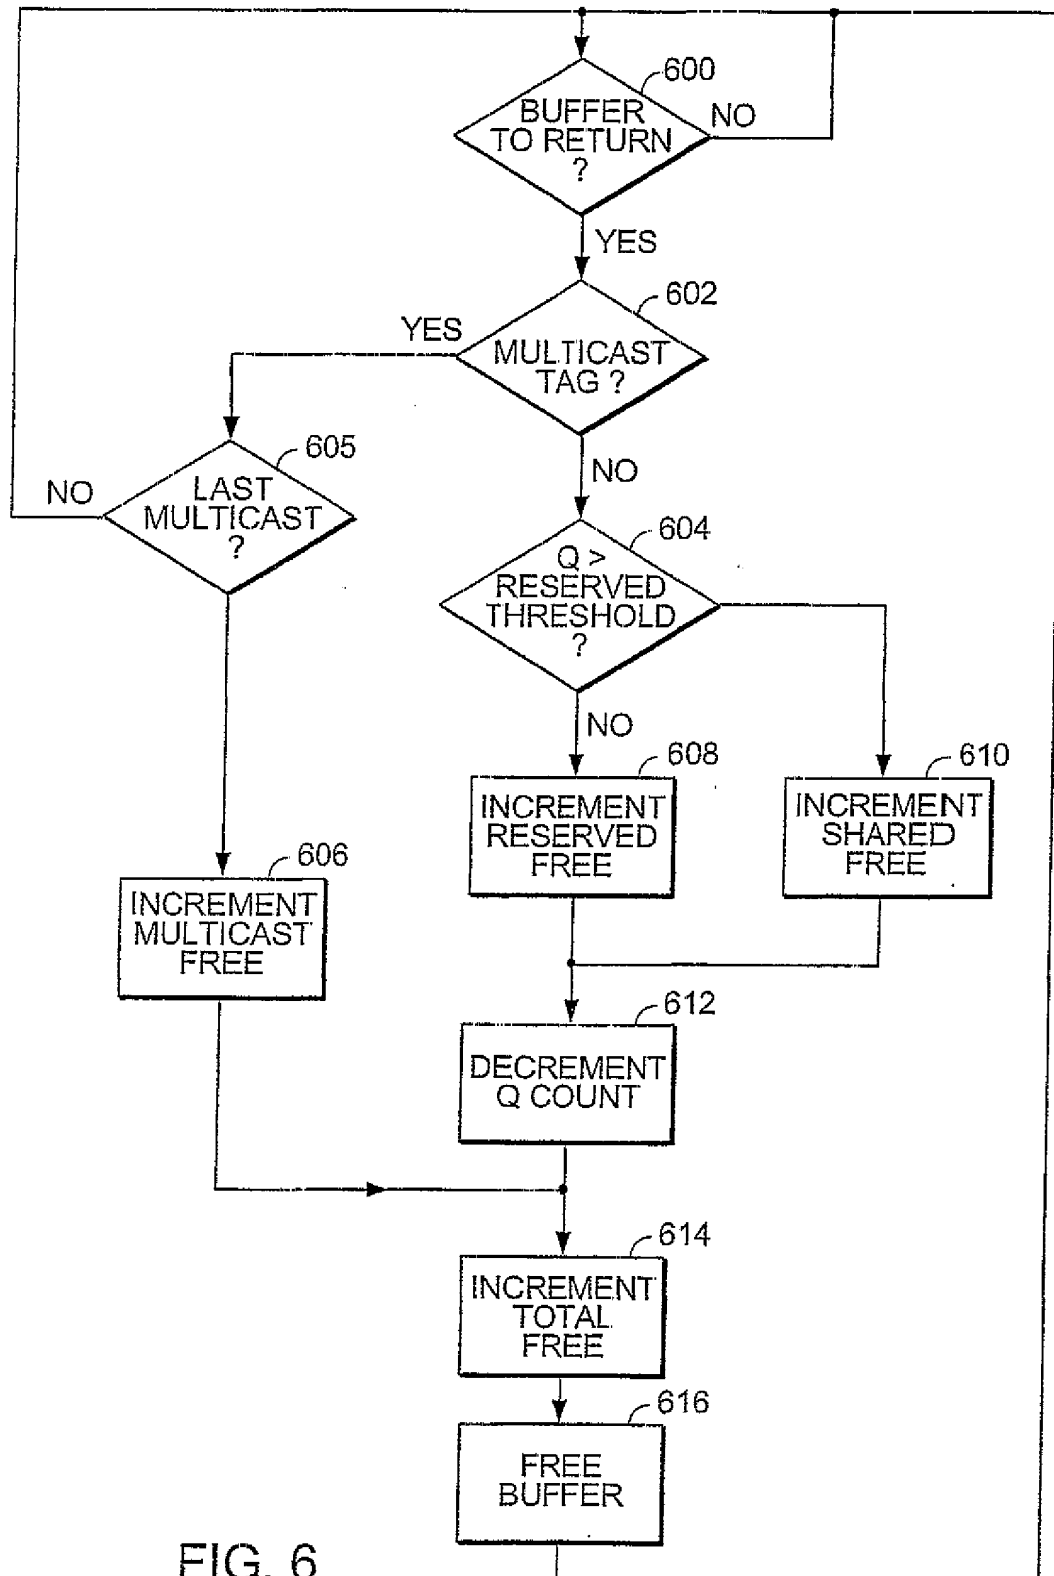 600
BUFFER
TO RETURN
?
NO
YES
602
MULTICAST
TAG ?
YES
NO
605
LAST
MULTICAST
?
NO
604
Q >
RESERVED
THRESHOLD
?
NO
608
INCREMENT
RESERVED
FREE
610
INCREMENT
SHARED
FREE
606
INCREMENT
MULTICAST
FREE
612
DECREMENT
Q COUNT
614
INCREMENT
TOTAL
FREE
616
FREE
BUFFER
FIG. 6